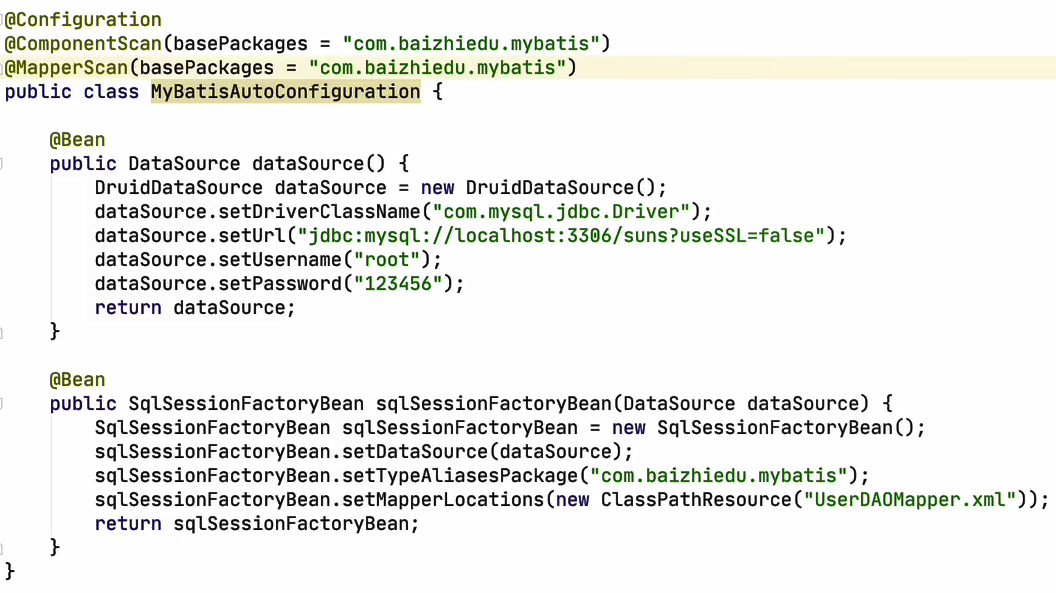 @Configuration
@ComponentScan(basePackages = "com.baizhiedu.mybatis")
@MapperScan(basePackages = "com.baizhiedu.mybatis")
public class MyBatisAutoConfiguration {
    @Bean
    public DataSource dataSource() {
        DruidDataSource dataSource = new DruidDataSource();
        dataSource.setDriverClassName("com.mysql.jdbc.Driver");
        dataSource.setUrl("jdbc:mysql://localhost:3306/suns?useSSL=false");
        dataSource.setUsername("root");
        dataSource.setPassword("123456");
        return dataSource;
    }
    @Bean
    public SqlSessionFactoryBean sqlSessionFactoryBean(DataSource dataSource) {
        SqlSessionFactoryBean sqlSessionFactoryBean = new SqlSessionFactoryBean();
        sqlSessionFactoryBean.setDataSource(dataSource);
        sqlSessionFactoryBean.setTypeAliasesPackage("com.baizhiedu.mybatis");
        sqlSessionFactoryBean.setMapperLocations(new ClassPathResource("UserDAOMapper.xml"));
        return sqlSessionFactoryBean;
    }
}